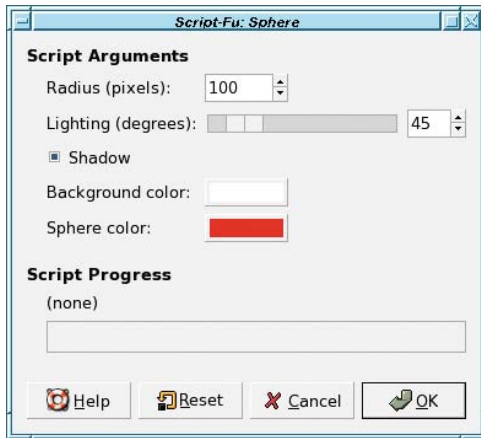 Script-Fu: Sphere
Script Arguments
Radius (pixels): 100
Lighting (degrees): 45
Shadow
Background color:
Sphere color:
Script Progress
(none)
Help Reset Cancel OK